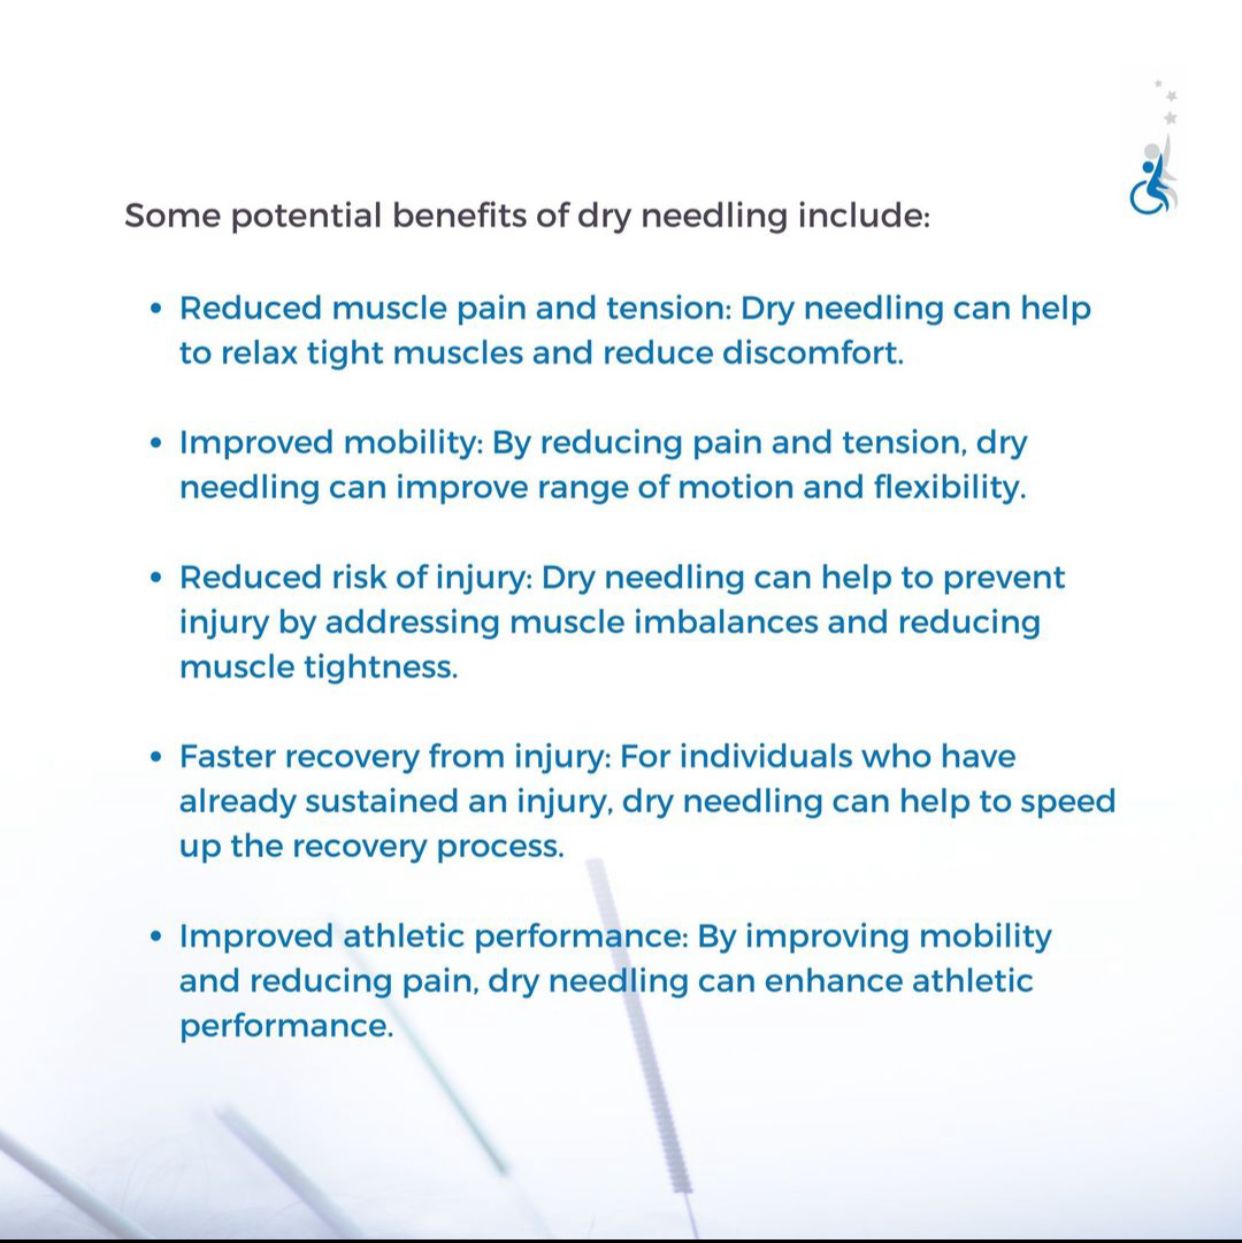 Some potential benefits of dry needling include:
• Reduced muscle pain and tension: Dry needling can help
to relax tight muscles and reduce discomfort.
• Improved mobility: By reducing pain and tension, dry
needling can improve range of motion and flexibility.
• Reduced risk of injury: Dry needling can help to prevent
injury by addressing muscle imbalances and reducing
muscle tightness.
• Faster recovery from injury: For individuals who have
already sustained an injury, dry needling can help to speed
up the recovery process.
• Improved athletic performance: By improving mobility
and reducing pain, dry needling can enhance athletic
performance.